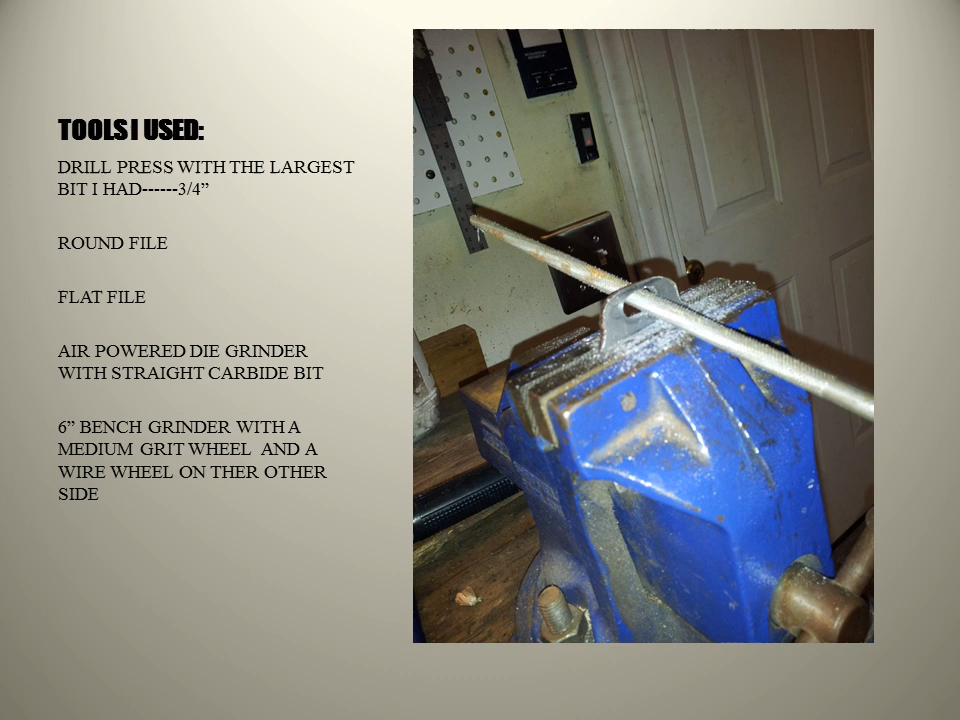 TOOLS I USED:
DRILL PRESS WITH THE LARGEST
BIT I HAD------3/4”
ROUND FILE
FLAT FILE
AIR POWERED DIE GRINDER
WITH STRAIGHT CARBIDE BIT
6” BENCH GRINDER WITH A
MEDIUM GRIT WHEEL AND A
WIRE WHEEL ON THER OTHER
SIDE